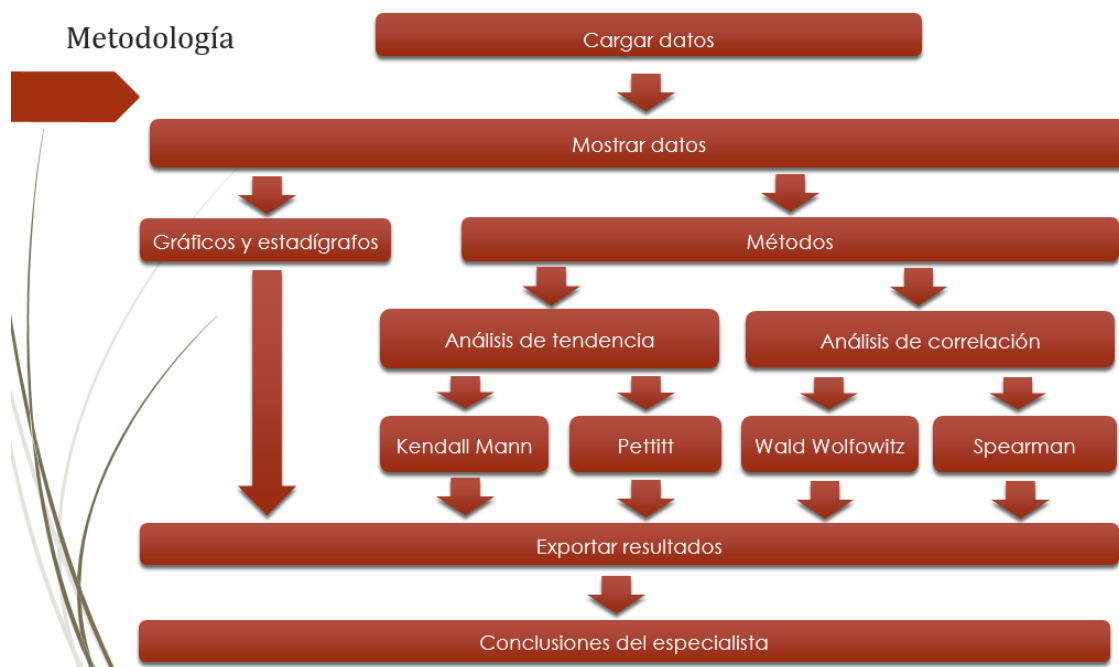 Metodología
Cargar datos
Mostrar datos
Gráficos y estadígrafos
Métodos
Análisis de tendencia
Análisis de correlación
Kendall Mann
Pettitt
Wald Wolfowitz
Spearman
Exportar resultados
Conclusiones del especialista